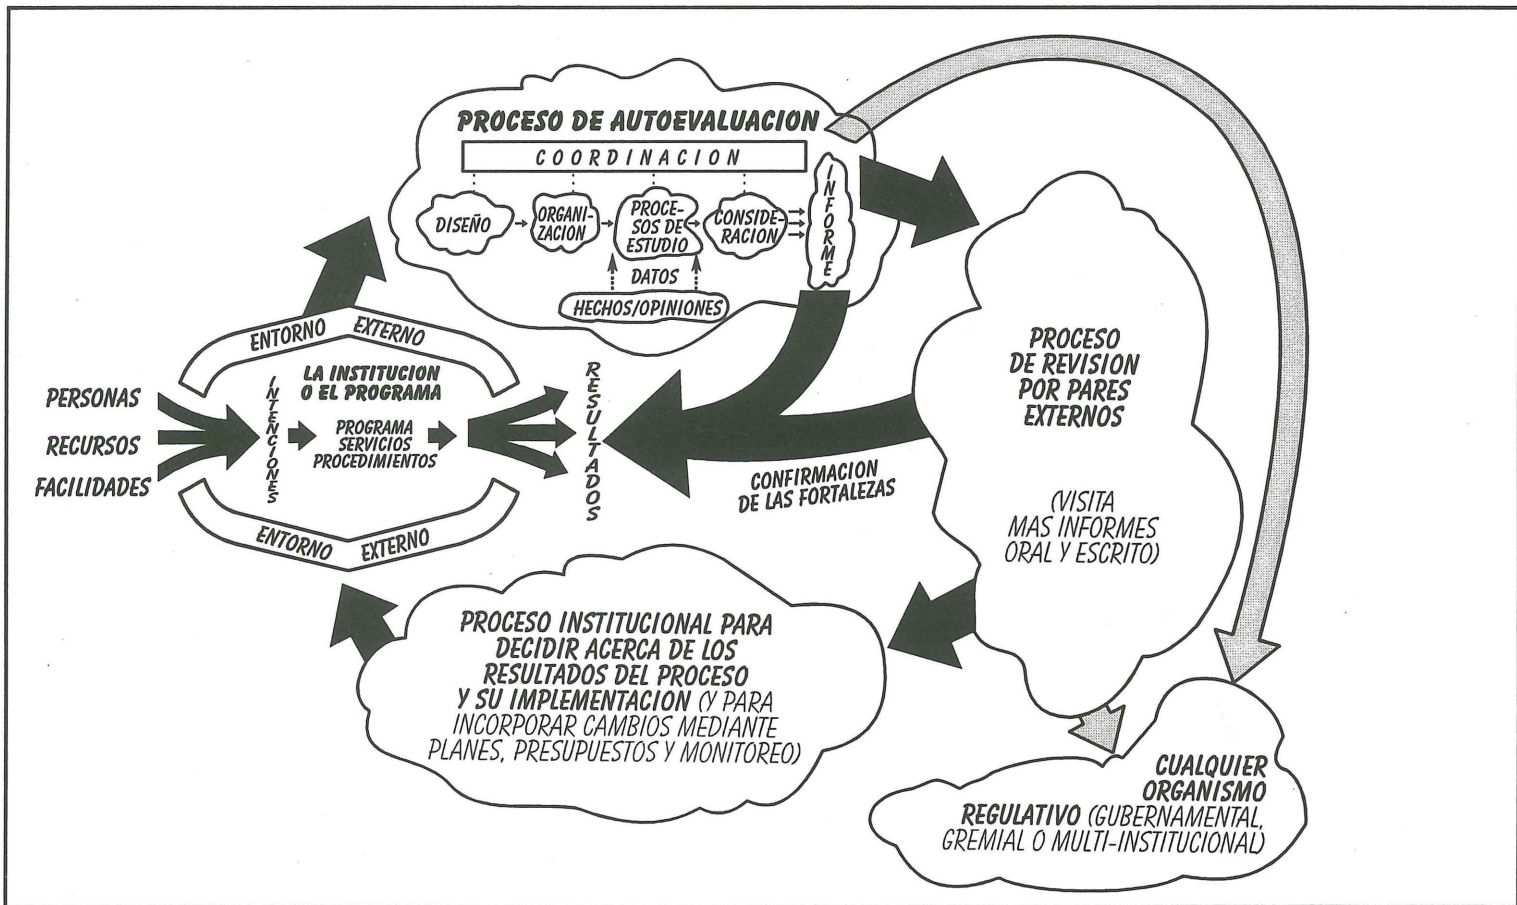 PROCESO DE AUTOEVALUACION
COORDINACION
DISEÑO
ORGANI-
ZACION
PROCE-
SOS DE
ESTUDIO
CONSIDE-
RACION
INFORME
DATOS
HECHOS/OPINIONES
ENTORNO EXTERNO
PERSONAS
RECURSOS
FACILIDADES
INTENCIONES
LA INSTITUCION
O EL PROGRAMA
PROGRAMA
SERVICIOS
PROCEDIMIENTOS
RESULTADOS
ENTORNO EXTERNO
CONFIRMACION
DE LAS FORTALEZAS
PROCESO
DE REVISION
POR PARES
EXTERNOS
(VISITA
MAS INFORMES
ORAL Y ESCRITO)
PROCESO INSTITUCIONAL PARA
DECIDIR ACERCA DE LOS
RESULTADOS DEL PROCESO
Y SU IMPLEMENTACION (Y PARA
INCORPORAR CAMBIOS MEDIANTE
PLANES, PRESUPUESTOS Y MONITOREO)
CUALQUIER
ORGANISMO
REGULATIVO (GUBERNAMENTAL,
GREMIAL O MULTI-INSTITUCIONAL)